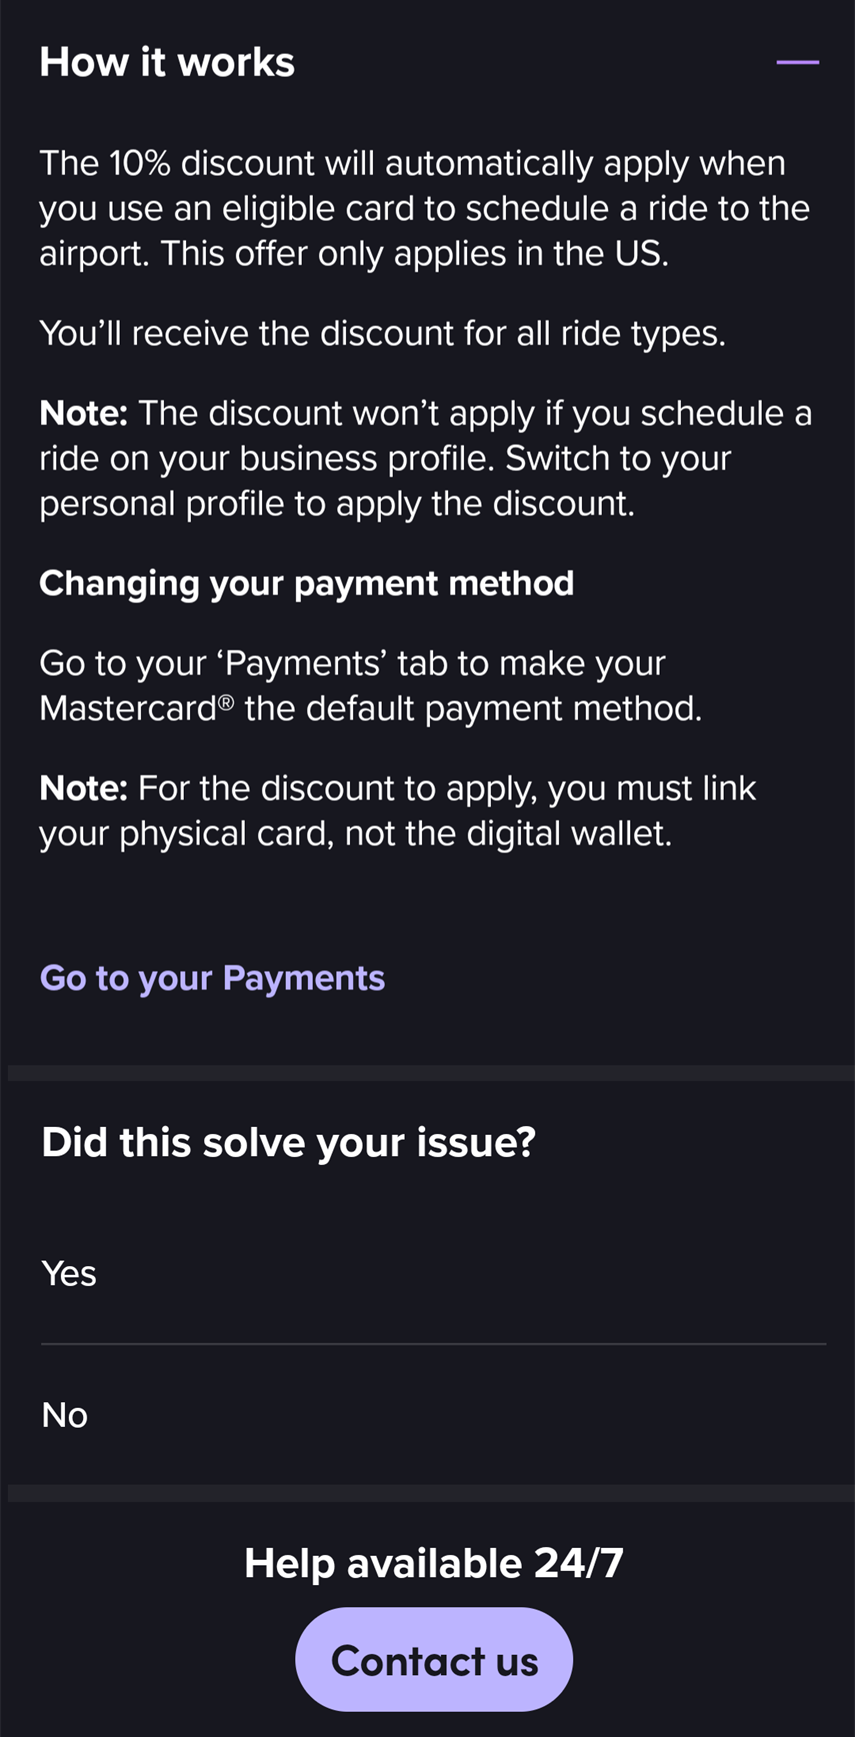 How it works
The 10% discount will automatically apply when
you use an eligible card to schedule a ride to the
airport. This offer only applies in the US.
You’ll receive the discount for all ride types.
Note: The discount won’t apply if you schedule a
ride on your business profile. Switch to your
personal profile to apply the discount.
Changing your payment method
Go to your ‘Payments’ tab to make your
Mastercard® the default payment method.
Note: For the discount to apply, you must link
your physical card, not the digital wallet.
Go to your Payments
Did this solve your issue?
Yes
No
Help available 24/7
Contact us